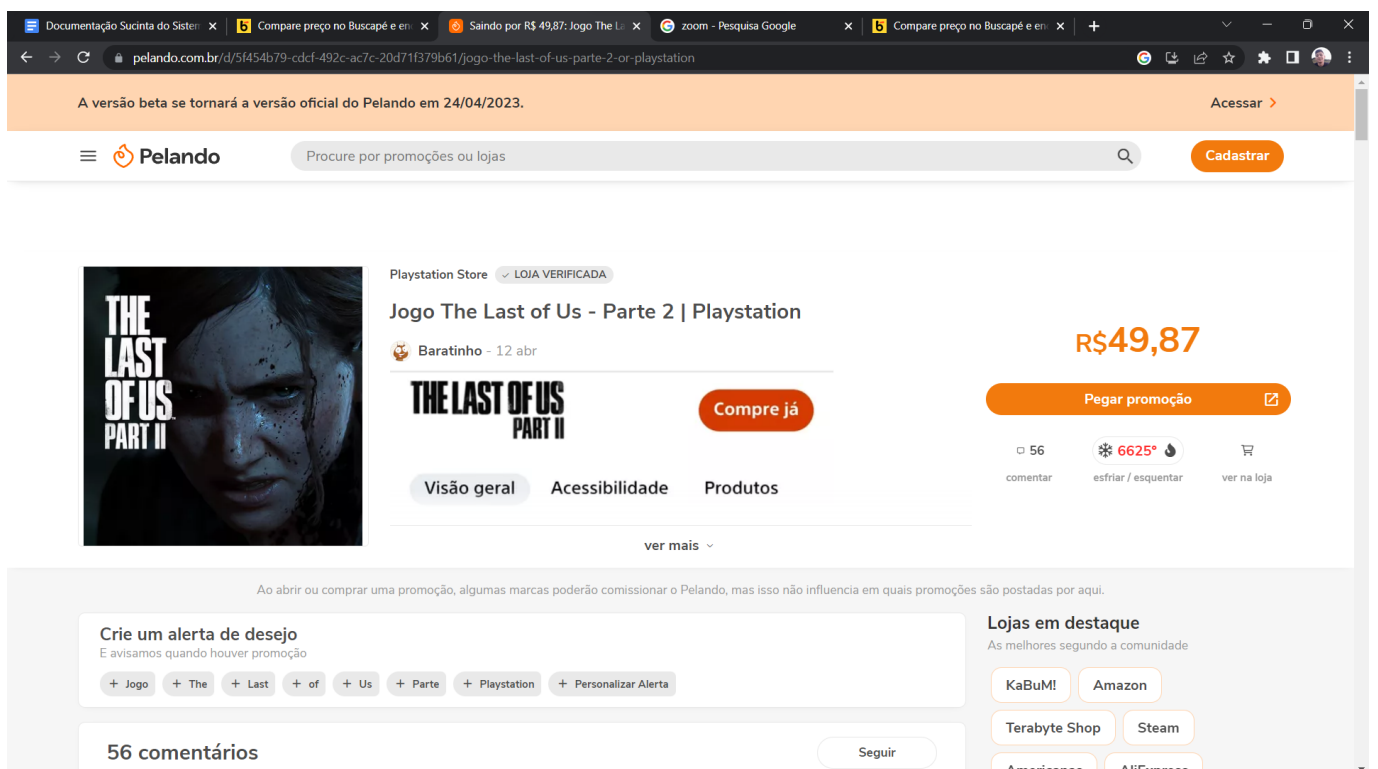 Documentação Sucinta do Sisten
Compare preço no Buscapé e en
Saindo por R$ 49,87: Jogo The La
zoom - Pesquisa Google
Compare preço no Buscapé e en
pelando.com.br/d/5f454b79-cdcf-492c-ac7c-20d71f379b61/jogo-the-last-of-us-parte-2-or-playstation
A versão beta se tornará a versão oficial do Pelando em 24/04/2023.
Acessar
Pelando
Procure por promoções ou lojas
Cadastrar
THE
LAST
OF US
PART II
Playstation Store
LOJA VERIFICADA
Jogo The Last of Us - Parte 2 | Playstation
Baratinho - 12 abr
THE LAST OF US
PART II
Compre já
Visão geral
Acessibilidade
Produtos
ver mais
R$49,87
Pegar promoção
56
6625°
comentar
esfriar / esquentar
ver na loja
Ao abrir ou comprar uma promoção, algumas marcas poderão comissionar o Pelando, mas isso não influencia em quais promoções são postadas por aqui.
Crie um alerta de desejo
E avisamos quando houver promoção
+ Jogo
+ The
+ Last
+ of
+ Us
+ Parte
+ Playstation
+ Personalizar Alerta
56 comentários
Seguir
Lojas em destaque
As melhores segundo a comunidade
KaBuM!
Amazon
Terabyte Shop
Steam
Americanas
AliExpress